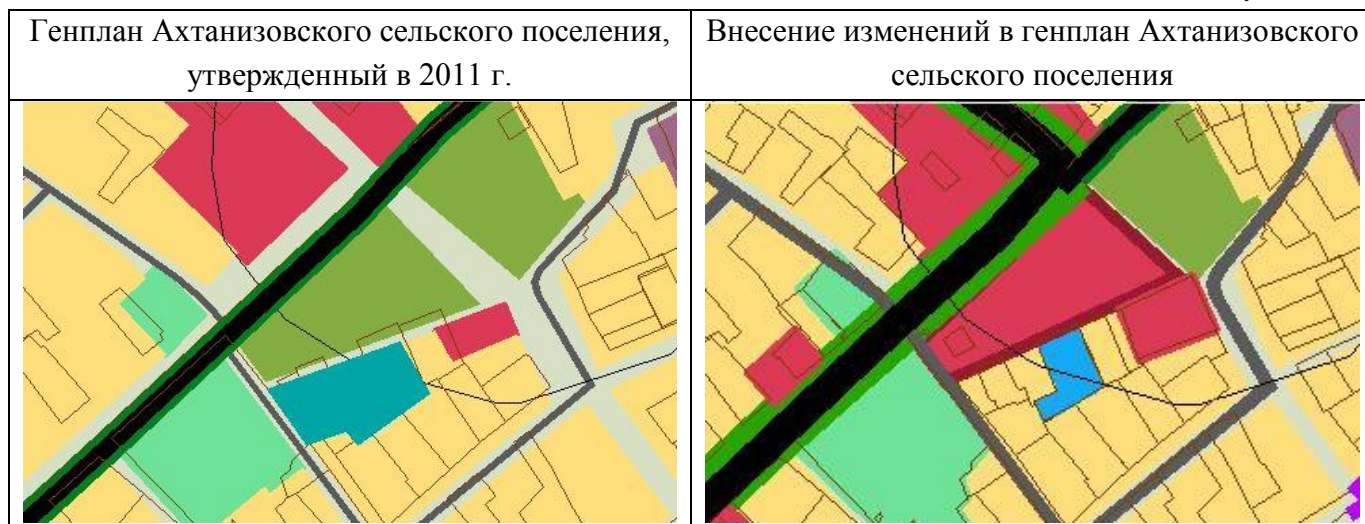 Генплан Ахтанизовского сельского поселения,
утвержденный в 2011 г.
Внесение изменений в генплан Ахтанизовского
сельского поселения